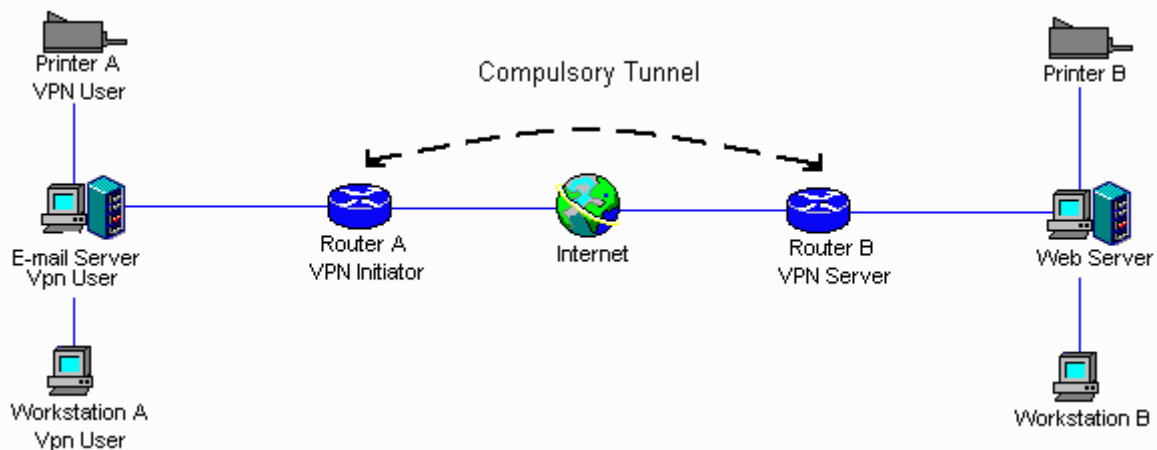 Printer A
VPN User
Compulsory Tunnel
Printer B
E-mail Server
Vpn User
Router A
VPN Initiator
Internet
Router B
VPN Server
Web Server
Workstation A
Vpn User
Workstation B